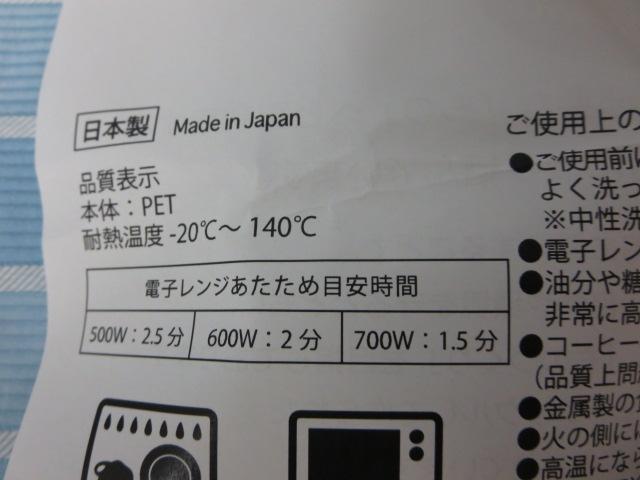 日本製 Made in Japan
品質表示
本体：PET
耐熱温度 -20℃～ 140℃
電子レンジあたため目安時間
500W：2.5 分 600W：2 分 700W：1.5 分
ご使用上の
●ご使用前に
よく洗っ
※中性洗
●電子レン
●油分や糖
非常に高
●コーヒー
（品質上問
●金属製の
●火の側に
●高温になら